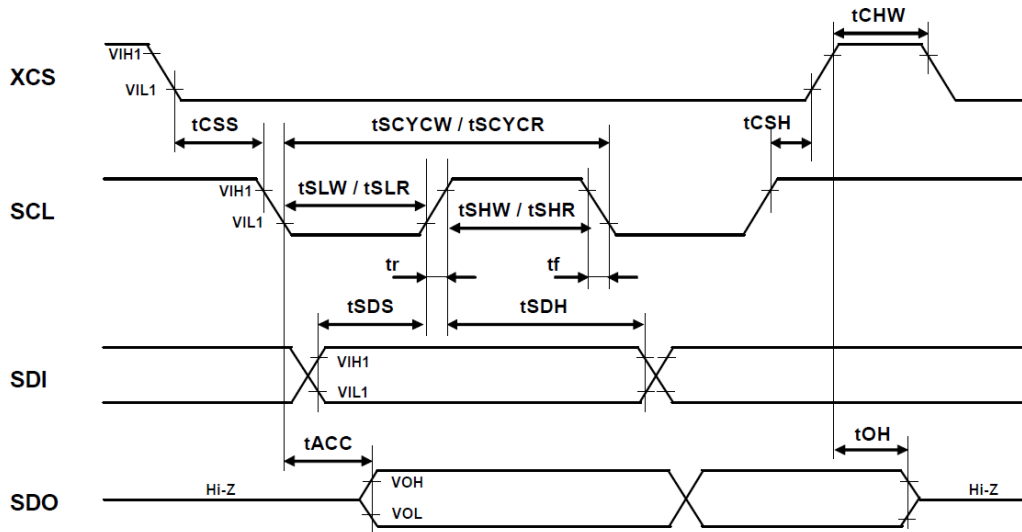 tCHW
VIH1
XCS
VIL1
tCSS
tSCYCW / tSCYCR
tCSH
VIH1
tSLW / tSLR
SCL
tSHW / tSHR
VIL1
tr
tf
tSDS
tSDH
VIH1
SDI
VIL1
tACC
tOH
VOH
Hi-Z
Hi-Z
SDO
VOL